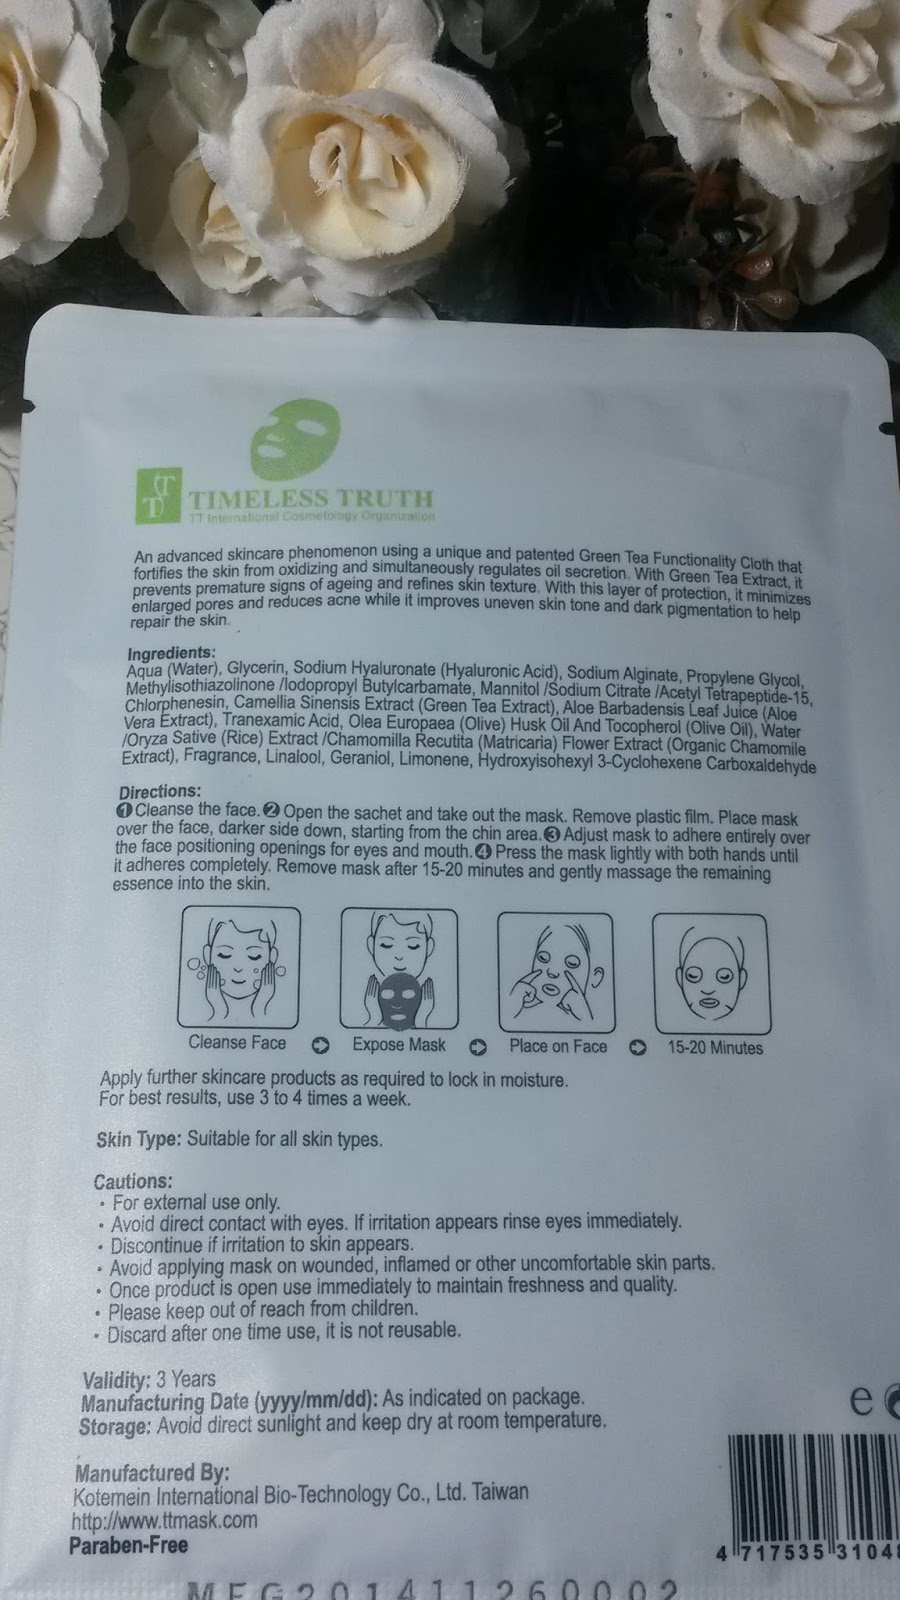 TT
TIMELESS TRUTH
TT International Cosmetology Organization
An advanced skincare phenomenon using a unique and patented Green Tea Functionality Cloth that
fortifies the skin from oxidizing and simultaneously regulates oil secretion. With Green Tea Extract, it
prevents premature signs of ageing and refines skin texture. With this layer of protection, it minimizes
enlarged pores and reduces acne while it improves uneven skin tone and dark pigmentation to help
repair the skin.
Ingredients:
Aqua (Water), Glycerin, Sodium Hyaluronate (Hyaluronic Acid), Sodium Alginate, Propylene Glycol,
Methylisothiazolinone /Iodopropyl Butylcarbamate, Mannitol /Sodium Citrate /Acetyl Tetrapeptide-15,
Chlorphenesin, Camellia Sinensis Extract (Green Tea Extract), Aloe Barbadensis Leaf Juice (Aloe
Vera Extract), Tranexamic Acid, Olea Europaea (Olive) Husk Oil And Tocopherol (Olive Oil), Water
/Oryza Sative (Rice) Extract /Chamomilla Recutita (Matricaria) Flower Extract (Organic Chamomile
Extract), Fragrance, Linalool, Geraniol, Limonene, Hydroxyisohexyl 3-Cyclohexene Carboxaldehyde
Directions:
❶ Cleanse the face. ❷ Open the sachet and take out the mask. Remove plastic film. Place mask
over the face, darker side down, starting from the chin area. ❸ Adjust mask to adhere entirely over
the face positioning openings for eyes and mouth. ❹ Press the mask lightly with both hands until
it adheres completely. Remove mask after 15-20 minutes and gently massage the remaining
essence into the skin.
Cleanse Face ➲ Expose Mask ➲ Place on Face ➲ 15-20 Minutes
Apply further skincare products as required to lock in moisture.
For best results, use 3 to 4 times a week.
Skin Type: Suitable for all skin types.
Cautions:
• For external use only.
• Avoid direct contact with eyes. If irritation appears rinse eyes immediately.
• Discontinue if irritation to skin appears.
• Avoid applying mask on wounded, inflamed or other uncomfortable skin parts.
• Once product is open use immediately to maintain freshness and quality.
• Please keep out of reach from children.
• Discard after one time use, it is not reusable.
Validity: 3 Years
Manufacturing Date (yyyy/mm/dd): As indicated on package.
Storage: Avoid direct sunlight and keep dry at room temperature.
e
Manufactured By:
Kotemein International Bio-Technology Co., Ltd. Taiwan
http://www.ttmask.com
Paraben-Free
4 717535 3104
MFG201411260002